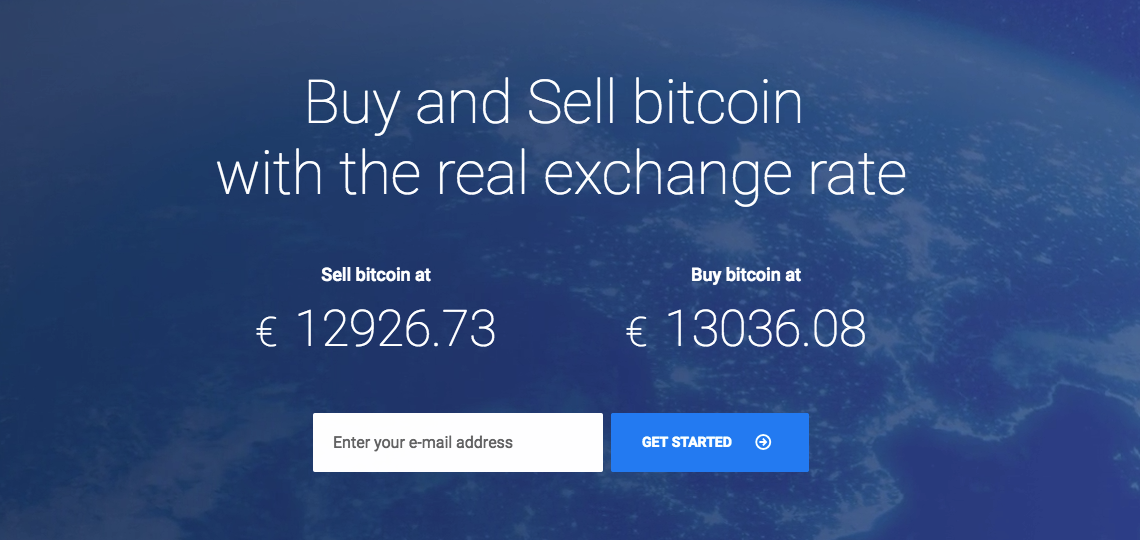 Buy and Sell bitcoin
with the real exchange rate
Sell bitcoin at
€ 12926.73
Buy bitcoin at
€ 13036.08
Enter your e-mail address
GET STARTED